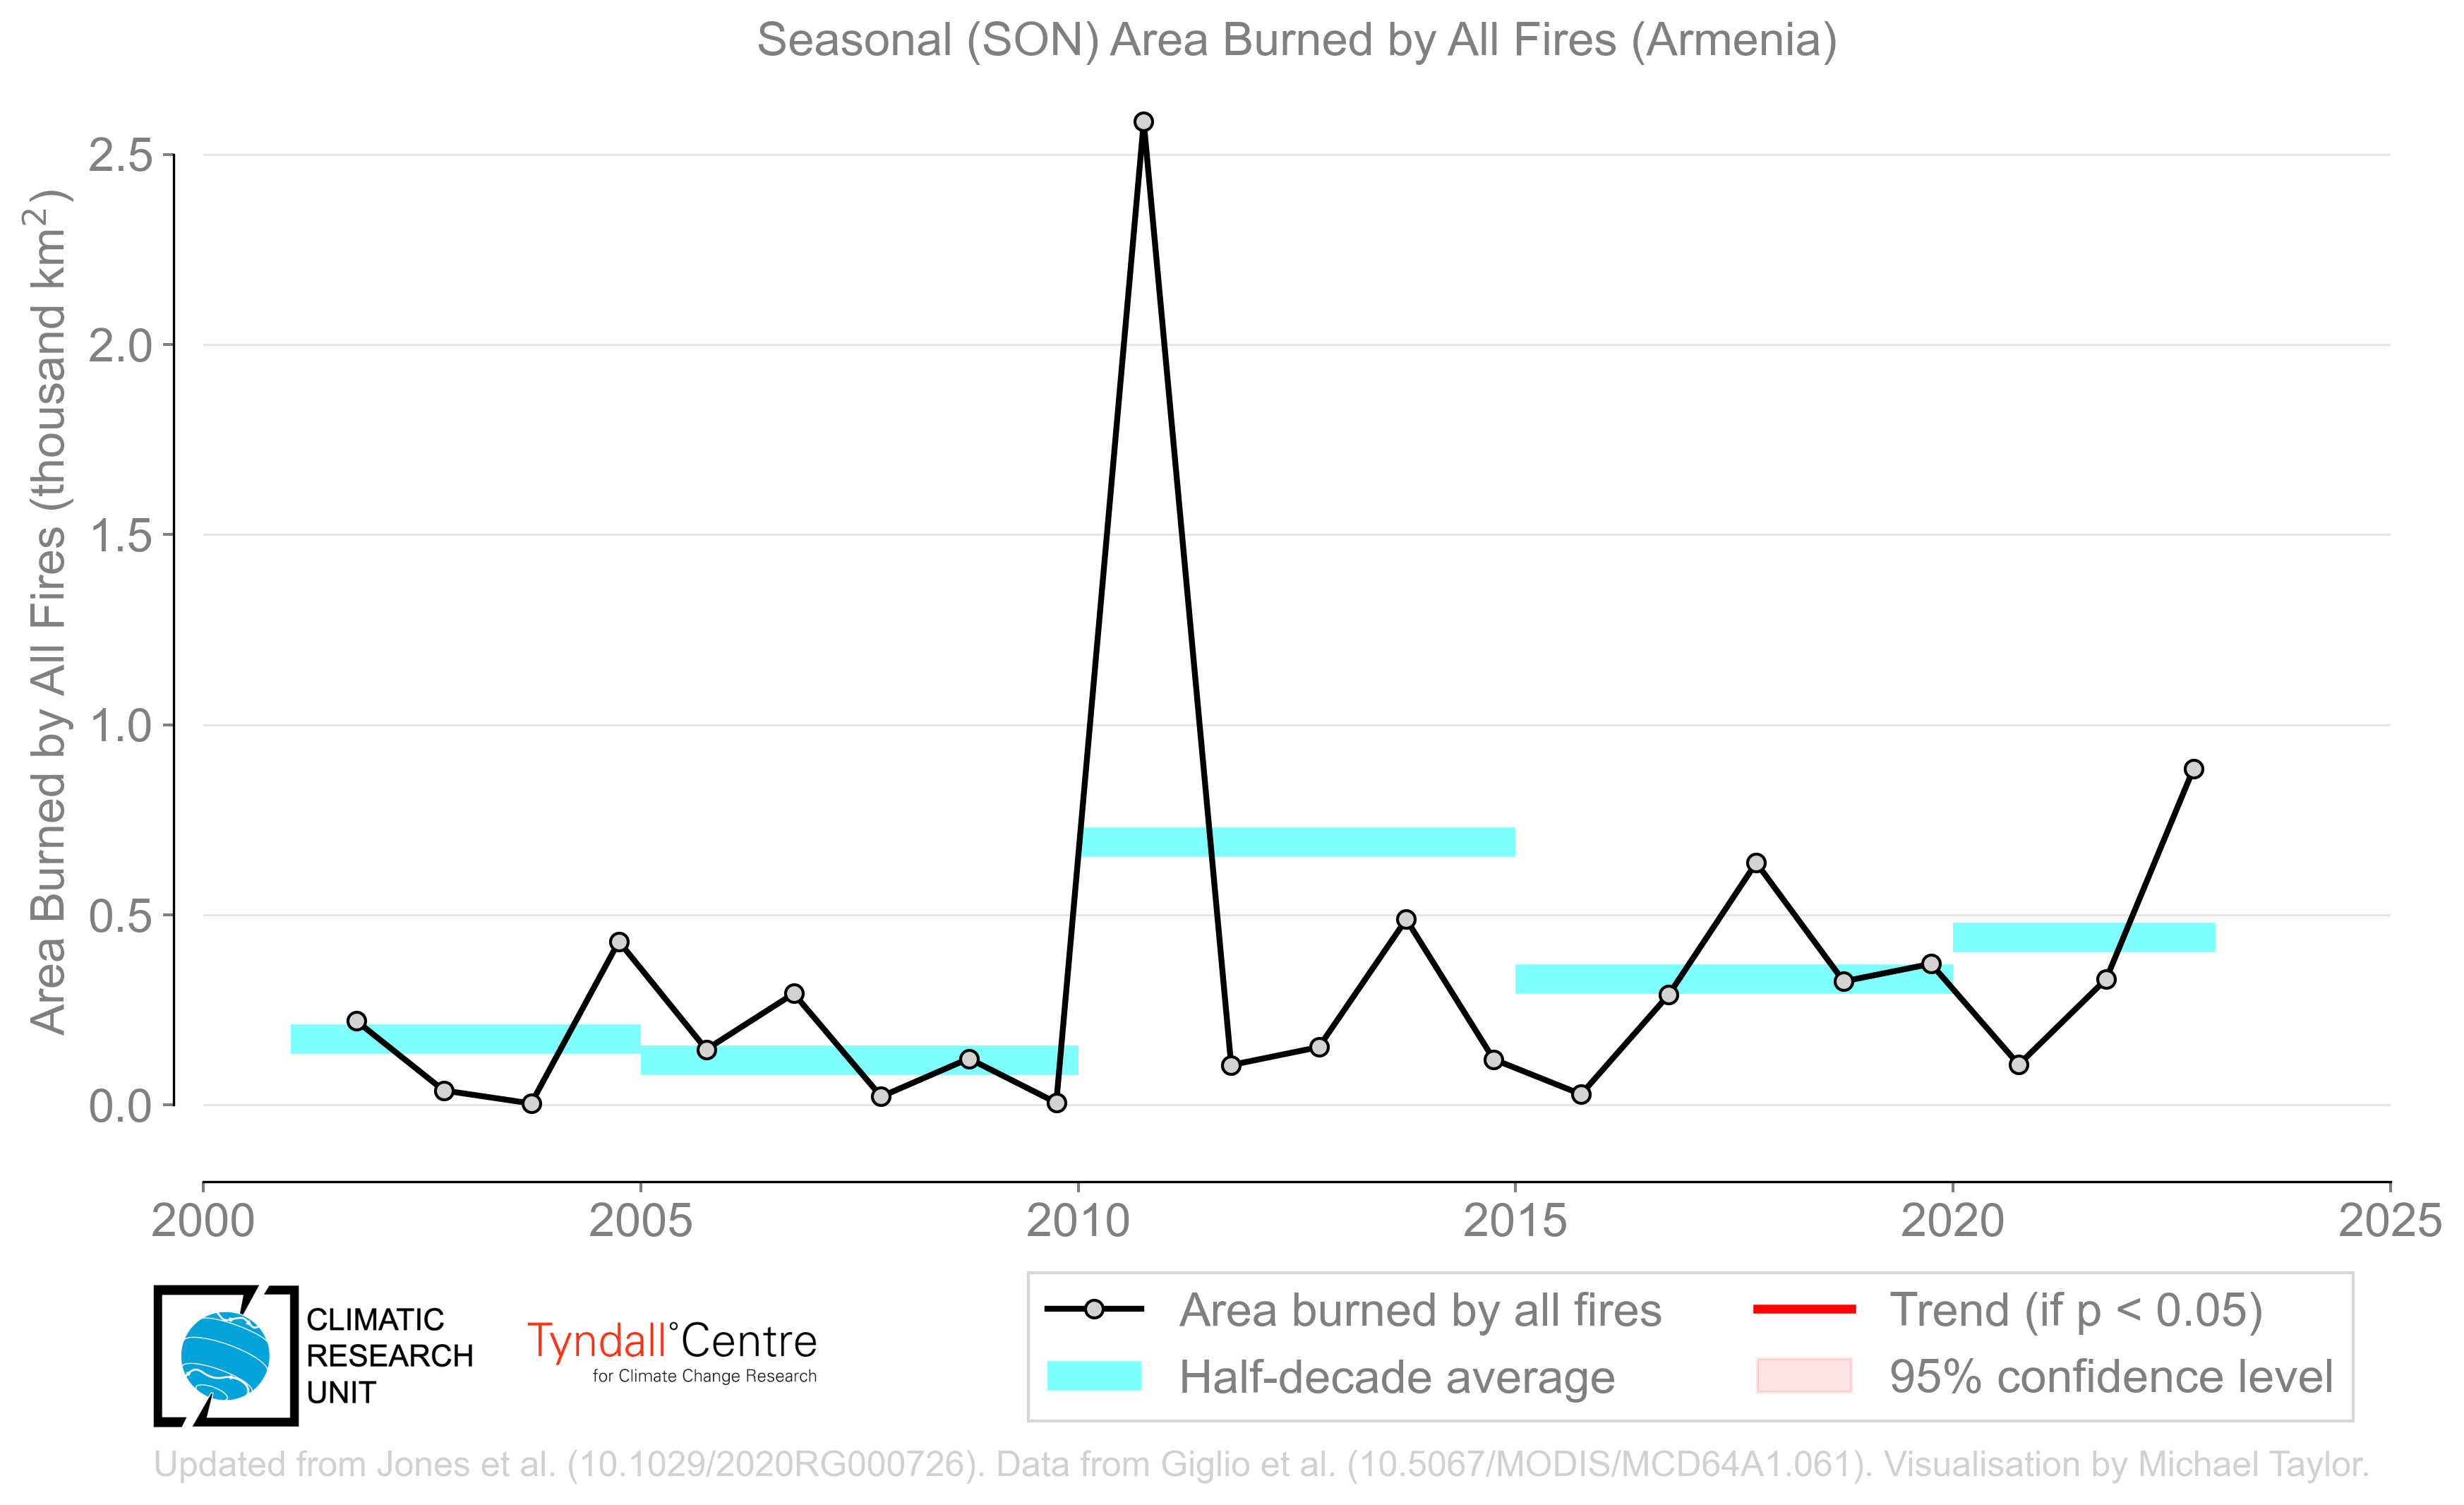 Seasonal (SON) Area Burned by All Fires (Armenia)
Area Burned by All Fires (thousand km²)
2.5
2.0
1.5
1.0
0.5
0.0
2000
2005
2010
2015
2020
2025
CLIMATIC
RESEARCH
UNIT
Tyndall°Centre
for Climate Change Research
Area burned by all fires
Half-decade average
Trend (if p < 0.05)
95% confidence level
Updated from Jones et al. (10.1029/2020RG000726). Data from Giglio et al. (10.5067/MODIS/MCD64A1.061). Visualisation by Michael Taylor.